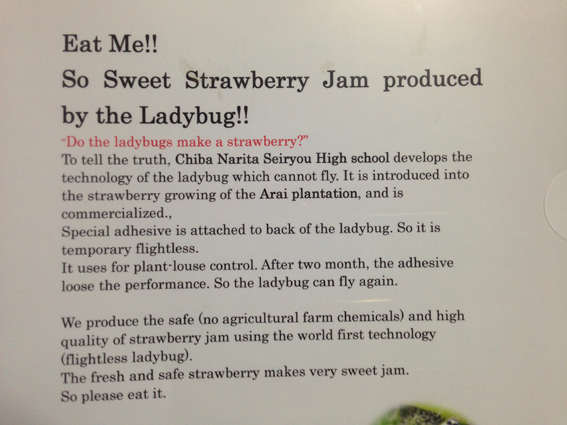 Eat Me!!
So Sweet Strawberry Jam produced
by the Ladybug!!
"Do the ladybugs make a strawberry?"
To tell the truth, Chiba Narita Seiryou High school develops the
technology of the ladybug which cannot fly. It is introduced into
the strawberry growing of the Arai plantation, and is
commercialized.,
Special adhesive is attached to back of the ladybug. So it is
temporary flightless.
It uses for plant-louse control. After two month, the adhesive
loose the performance. So the ladybug can fly again.
We produce the safe (no agricultural farm chemicals) and high
quality of strawberry jam using the world first technology
(flightless ladybug).
The fresh and safe strawberry makes very sweet jam.
So please eat it.